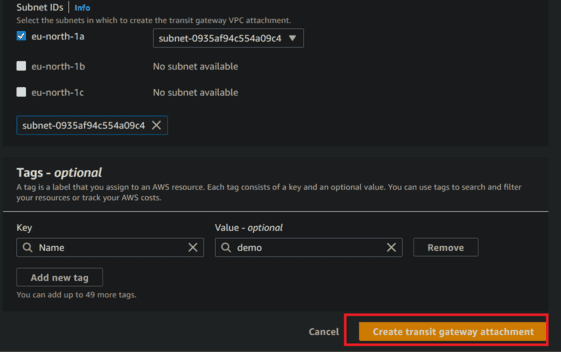 Subnet IDs | Info
Select the subnets in which to create the transit gateway VPC attachment.
eu-north-1a subnet-0935af94c554a09c4
eu-north-1b No subnet available
eu-north-1c No subnet available
subnet-0935af94c554a09c4
Tags - optional
A tag is a label that you assign to an AWS resource. Each tag consists of a key and an optional value. You can use tags to search and filter
your resources or track your AWS costs.
Key Value - optional
Name demo Remove
Add new tag
You can add up to 49 more tags.
Cancel Create transit gateway attachment